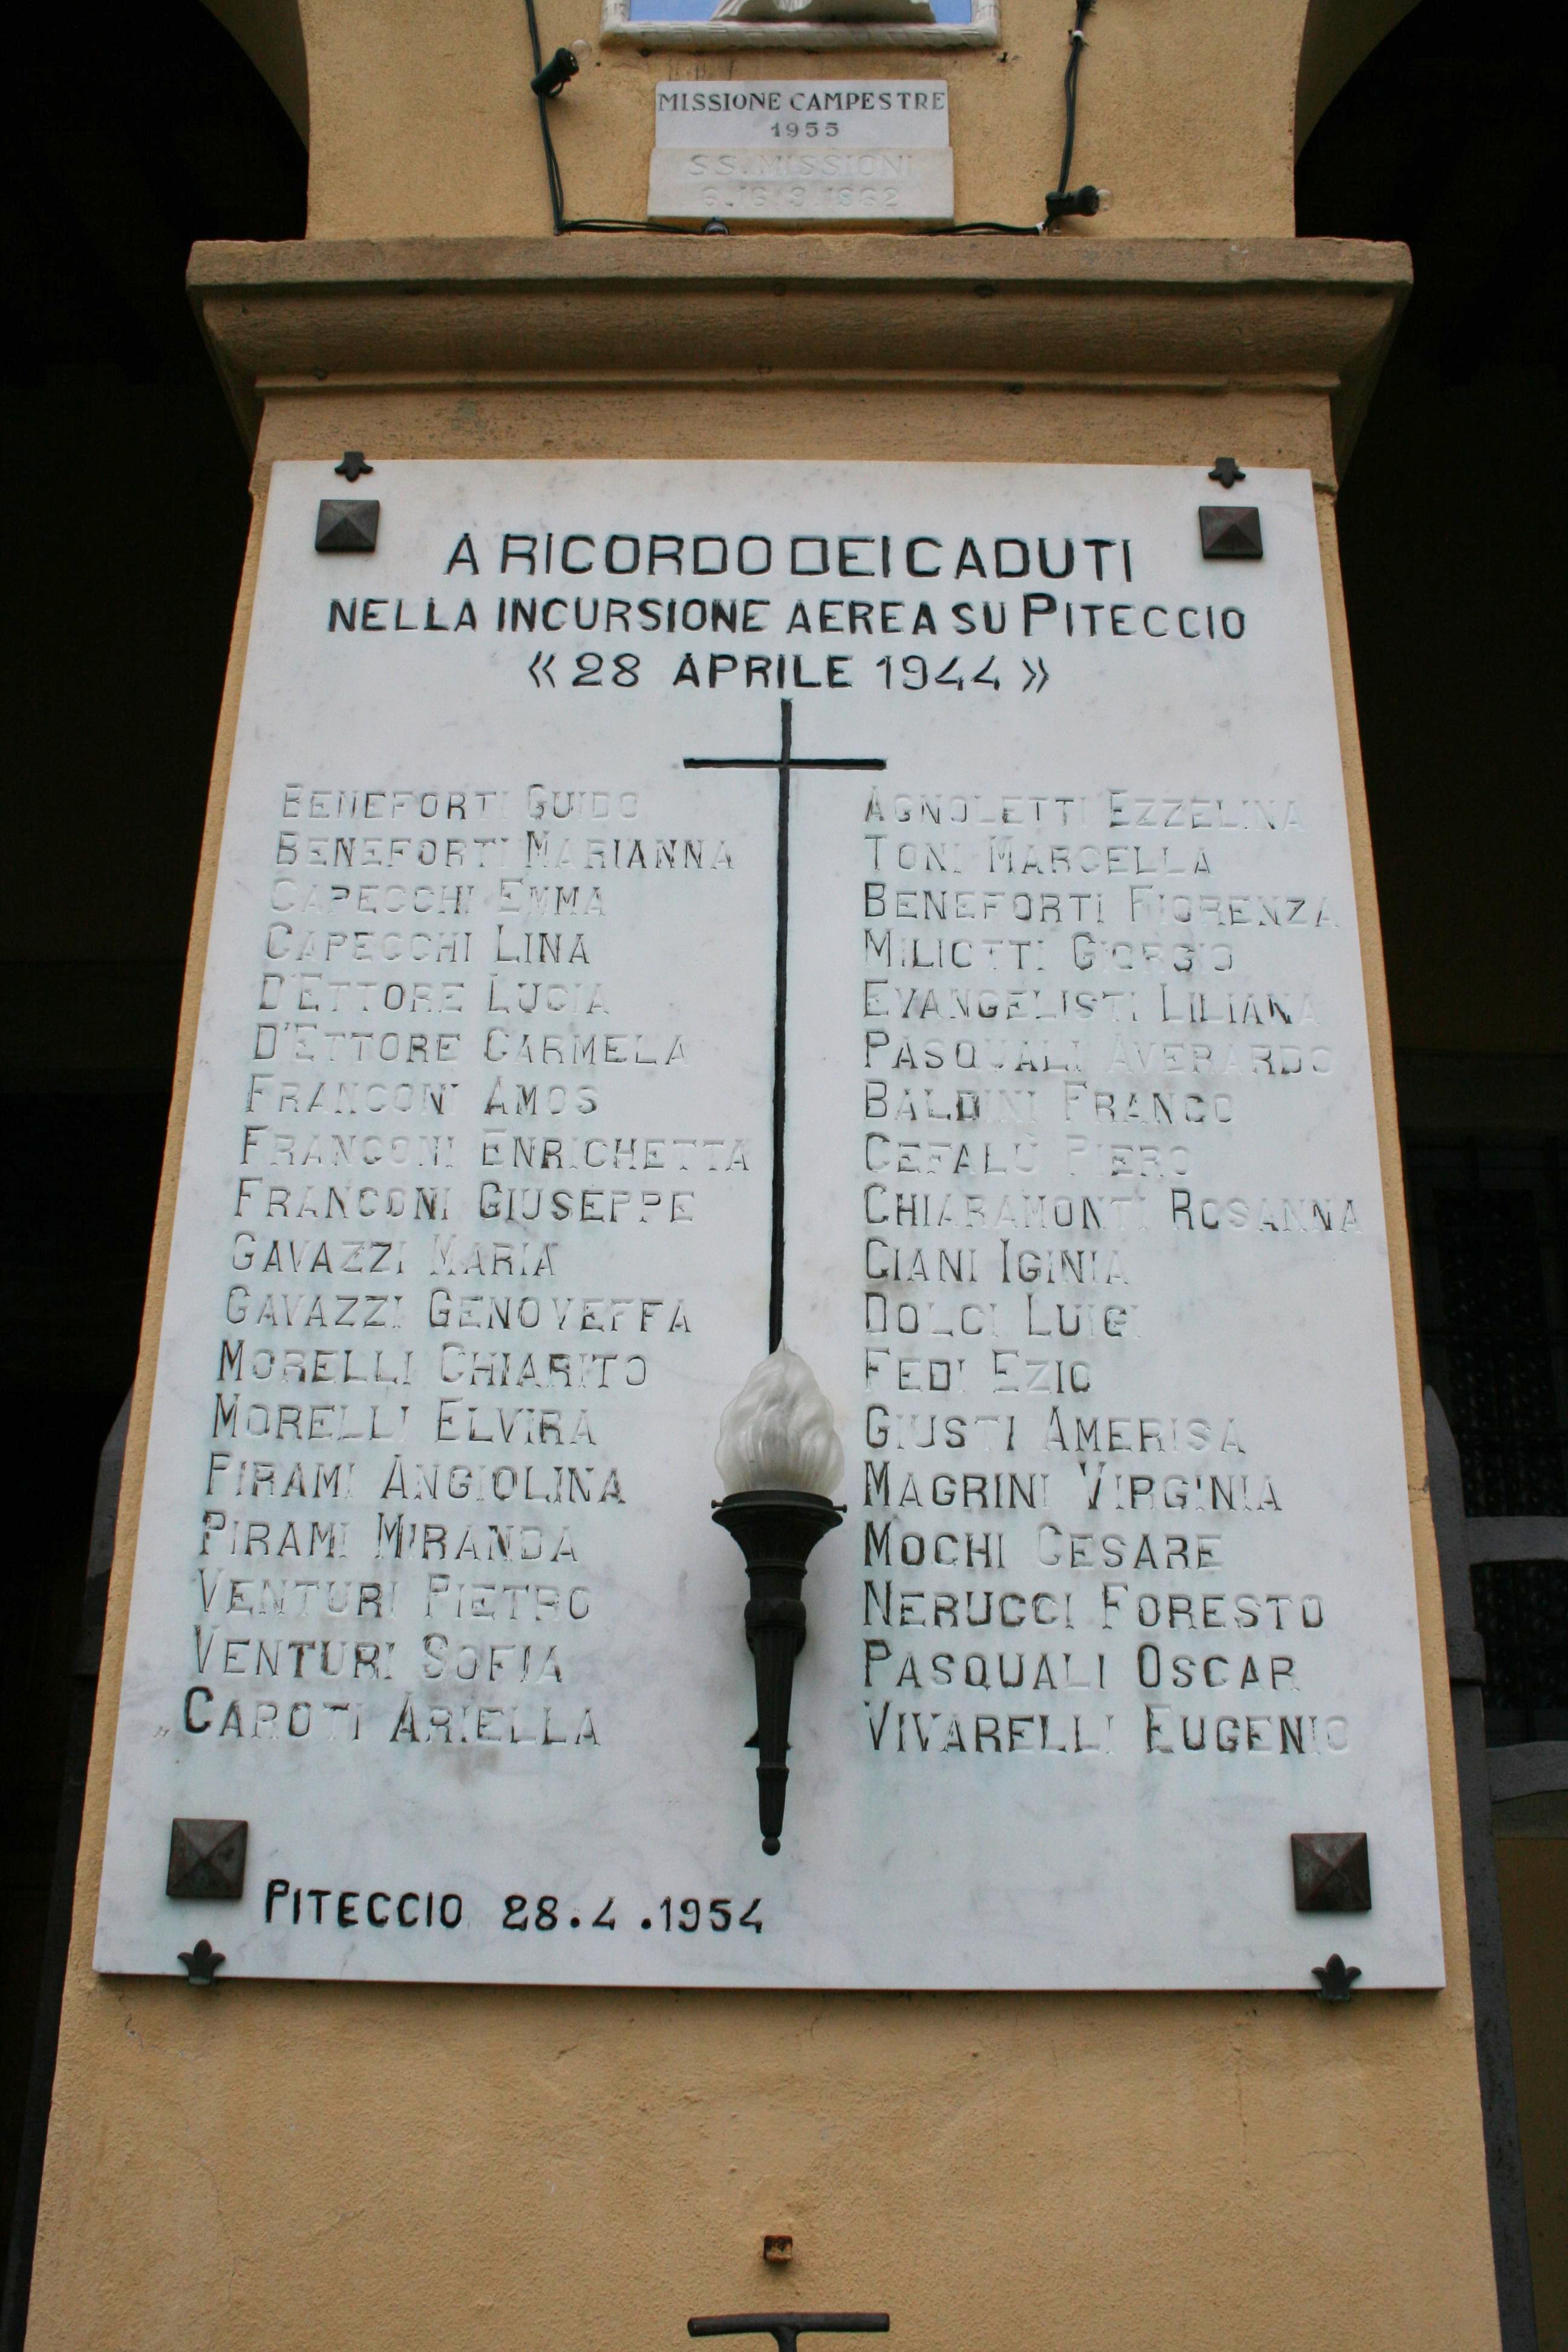 MISSIONE CAMPESTRE
1955
SS. MISSIONI
A RICORDO DEI CADUTI
NELLA INCURSIONE AEREA SU PITECCIO
« 28 APRILE 1944 »
BENEFORTI GUIDO
BENEFORTI MARIANNA
CAPECCHI EMMA
CAPECCHI LINA
D'ETTORE LUCIA
D'ETTORE CARMELA
FRANCONI AMOS
FRANCONI ENRICHETTA
FRANCONI GIUSEPPE
GAVAZZI MARIA
GAVAZZI GENOVEFFA
MORELLI CHIARITO
MORELLI ELVIRA
PIRAMI ANGIOLINA
PIRAMI MIRANDA
VENTURI PIETRO
VENTURI SOFIA
CAROTI ARIELLA
AGNOLETTI EZZELINA
TONI MARCELLA
BENEFORTI FIORENZA
MILIOTTI GIORGIO
EVANGELISTI LILIANA
PASQUALI AVERARDO
BALDINI FRANCO
CEFALÙ PIERO
CHIARAMONTI ROSANNA
CIANI IGINIA
DOLCI LUIGI
FEDI EZIO
GIUSTI AMERISA
MAGRINI VIRGINIA
MOCHI CESARE
NERUCCI FORESTO
PASQUALI OSCAR
VIVARELLI EUGENIO
PITECCIO 28.4.1954